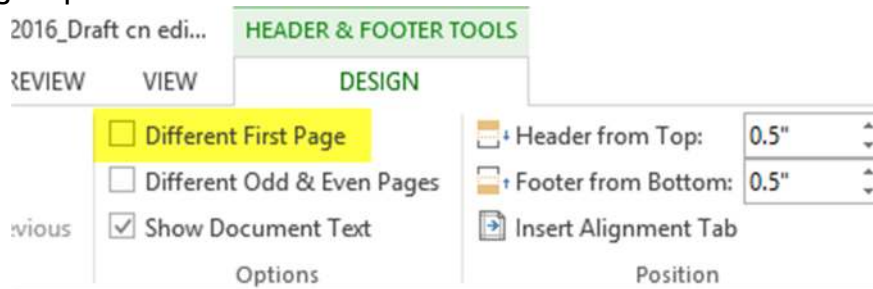 2016_Draft cn edi... HEADER & FOOTER TOOLS
REVIEW VIEW DESIGN
Different First Page Header from Top: 0.5"
Different Odd & Even Pages Footer from Bottom: 0.5"
evious Show Document Text Insert Alignment Tab
Options Position